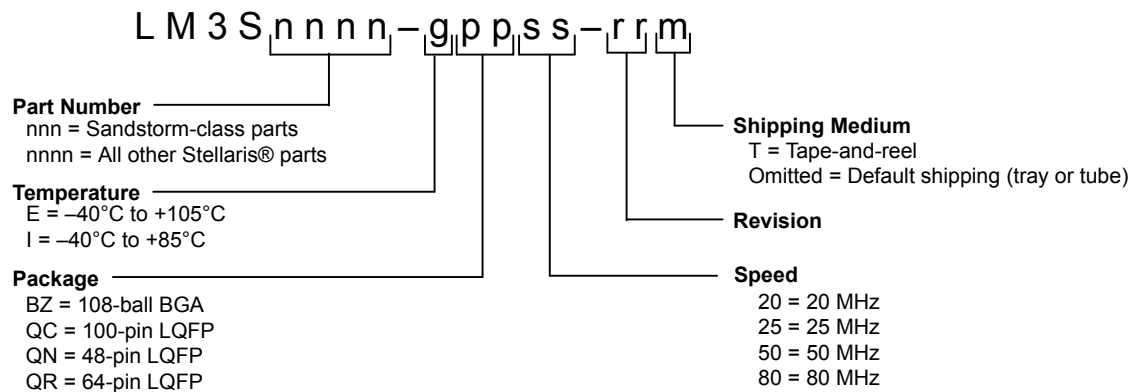 LM3Snnnn–gppss–rrm
Part Number
nnn = Sandstorm-class parts
nnnn = All other Stellaris® parts
Temperature
E = –40°C to +105°C
I = –40°C to +85°C
Package
BZ = 108-ball BGA
QC = 100-pin LQFP
QN = 48-pin LQFP
QR = 64-pin LQFP
Shipping Medium
T = Tape-and-reel
Omitted = Default shipping (tray or tube)
Revision
Speed
20 = 20 MHz
25 = 25 MHz
50 = 50 MHz
80 = 80 MHz